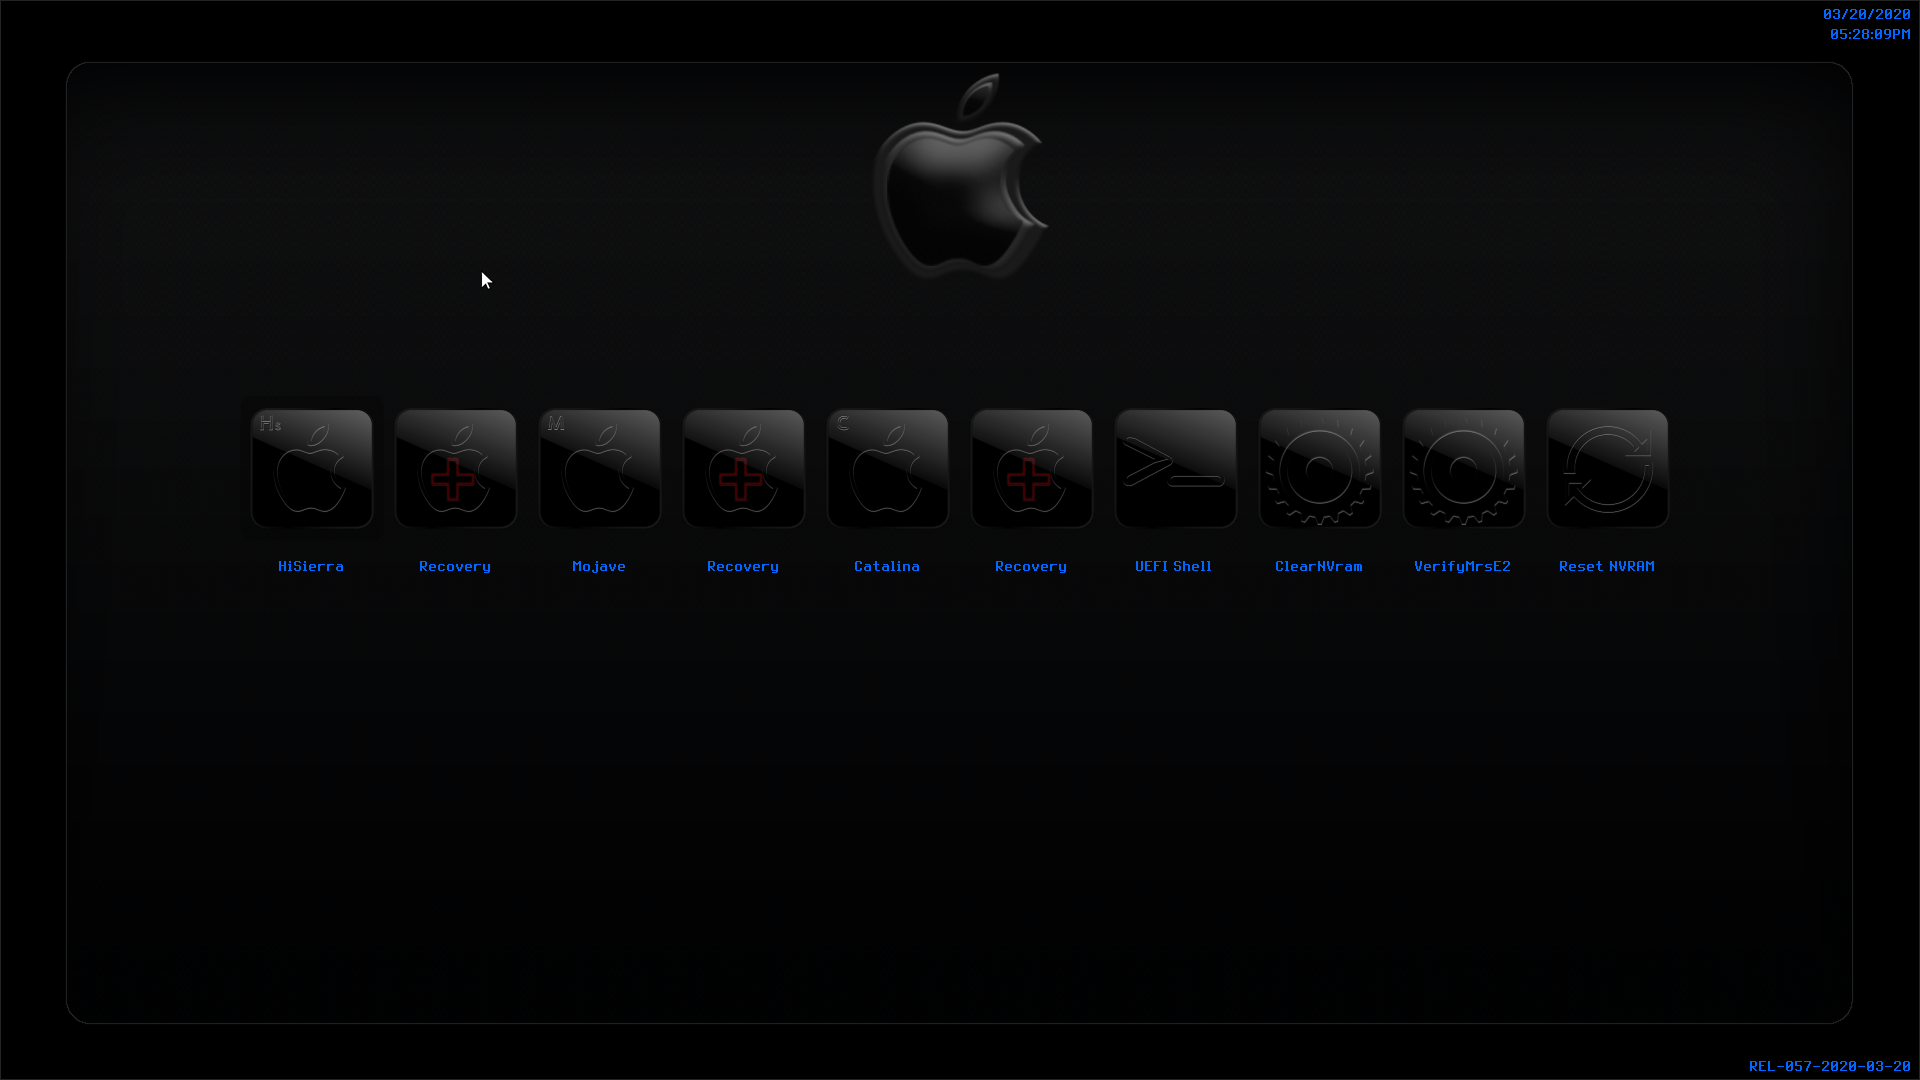 03/20/2020
05:28:09PM
Hs
M
C
HiSierra
Recovery
Mojave
Recovery
Catalina
Recovery
UEFI Shell
ClearNVram
VerifyMrsE2
Reset NVRAM
REL-057-2020-03-20